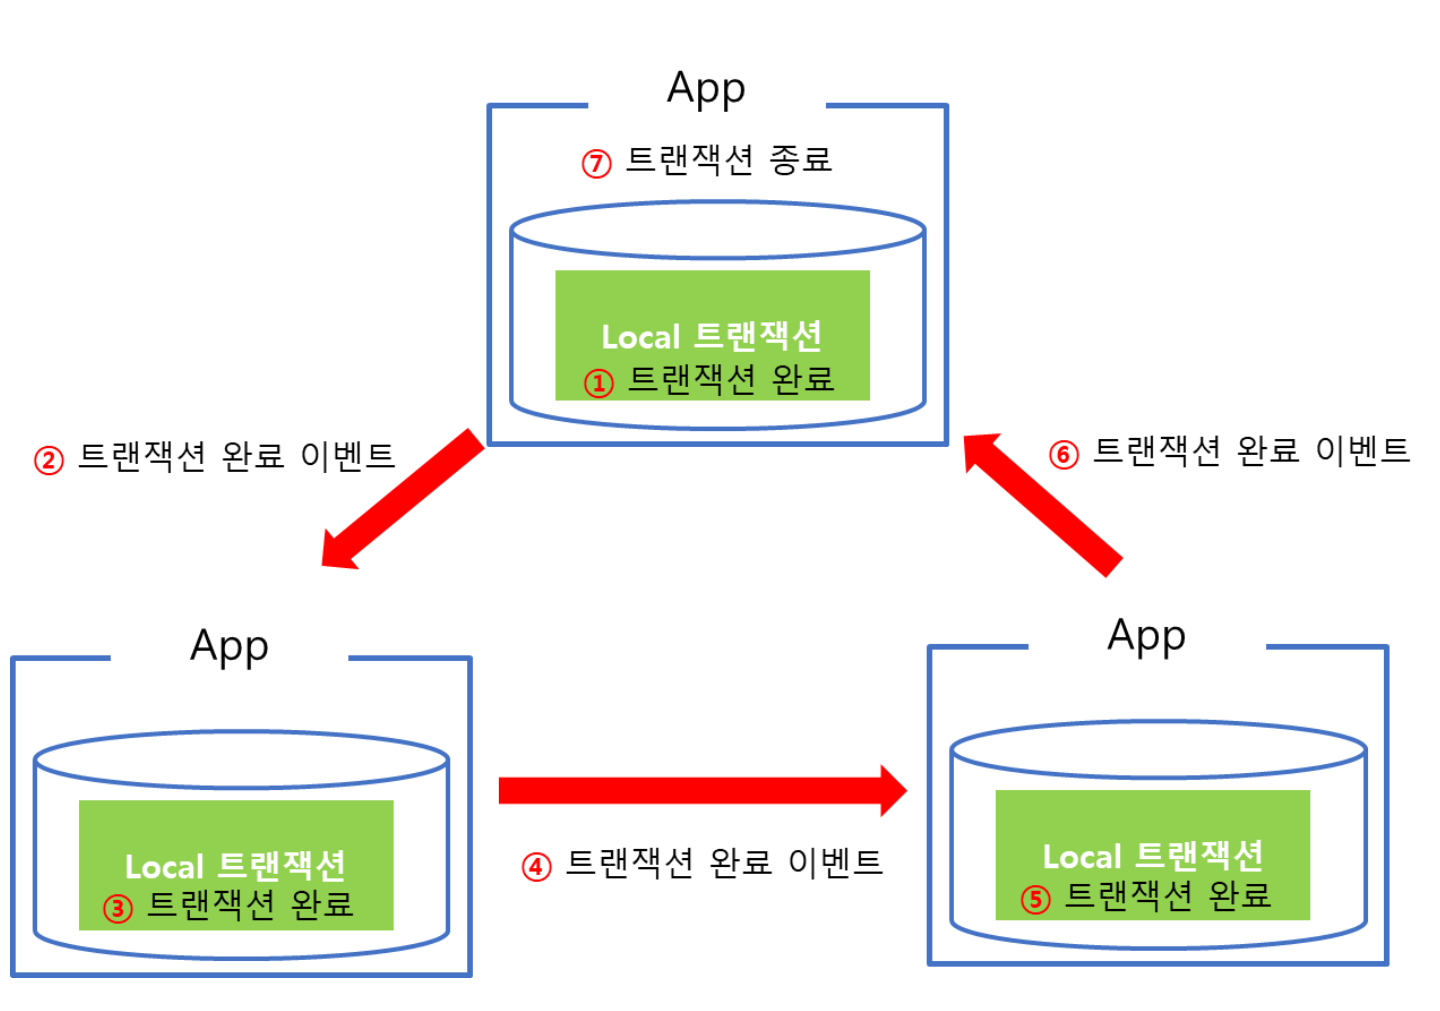 App
⑦ 트랜잭션 종료
Local 트랜잭션
① 트랜잭션 완료
② 트랜잭션 완료 이벤트
⑥ 트랜잭션 완료 이벤트
App
Local 트랜잭션
③ 트랜잭션 완료
④ 트랜잭션 완료 이벤트
App
Local 트랜잭션
⑤ 트랜잭션 완료